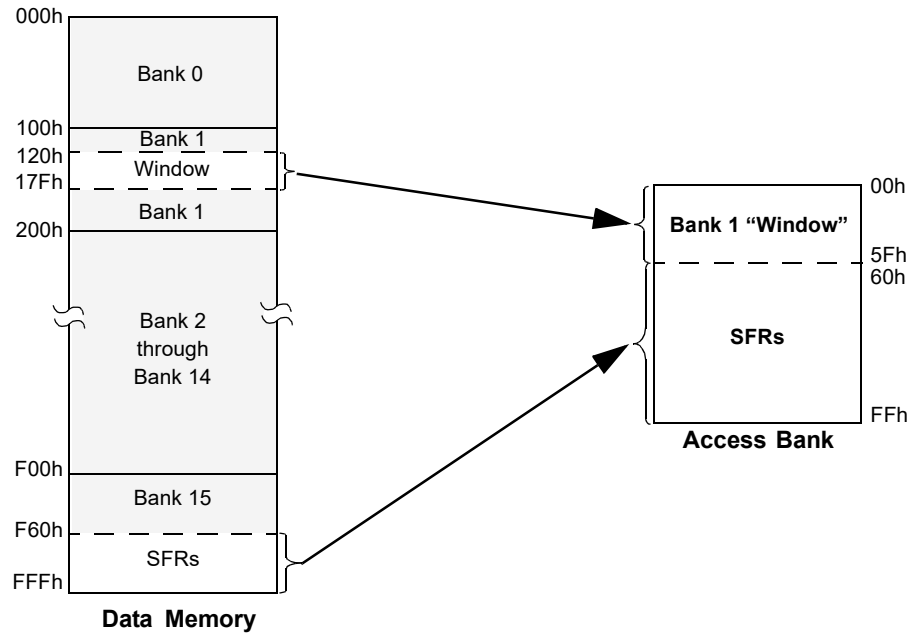 000h
Bank 0
100h
Bank 1
120h
Window
17Fh
Bank 1
200h
Bank 2
through
Bank 14
F00h
Bank 15
F60h
SFRs
FFFh
Data Memory
00h
Bank 1 “Window”
5Fh
60h
SFRs
FFh
Access Bank